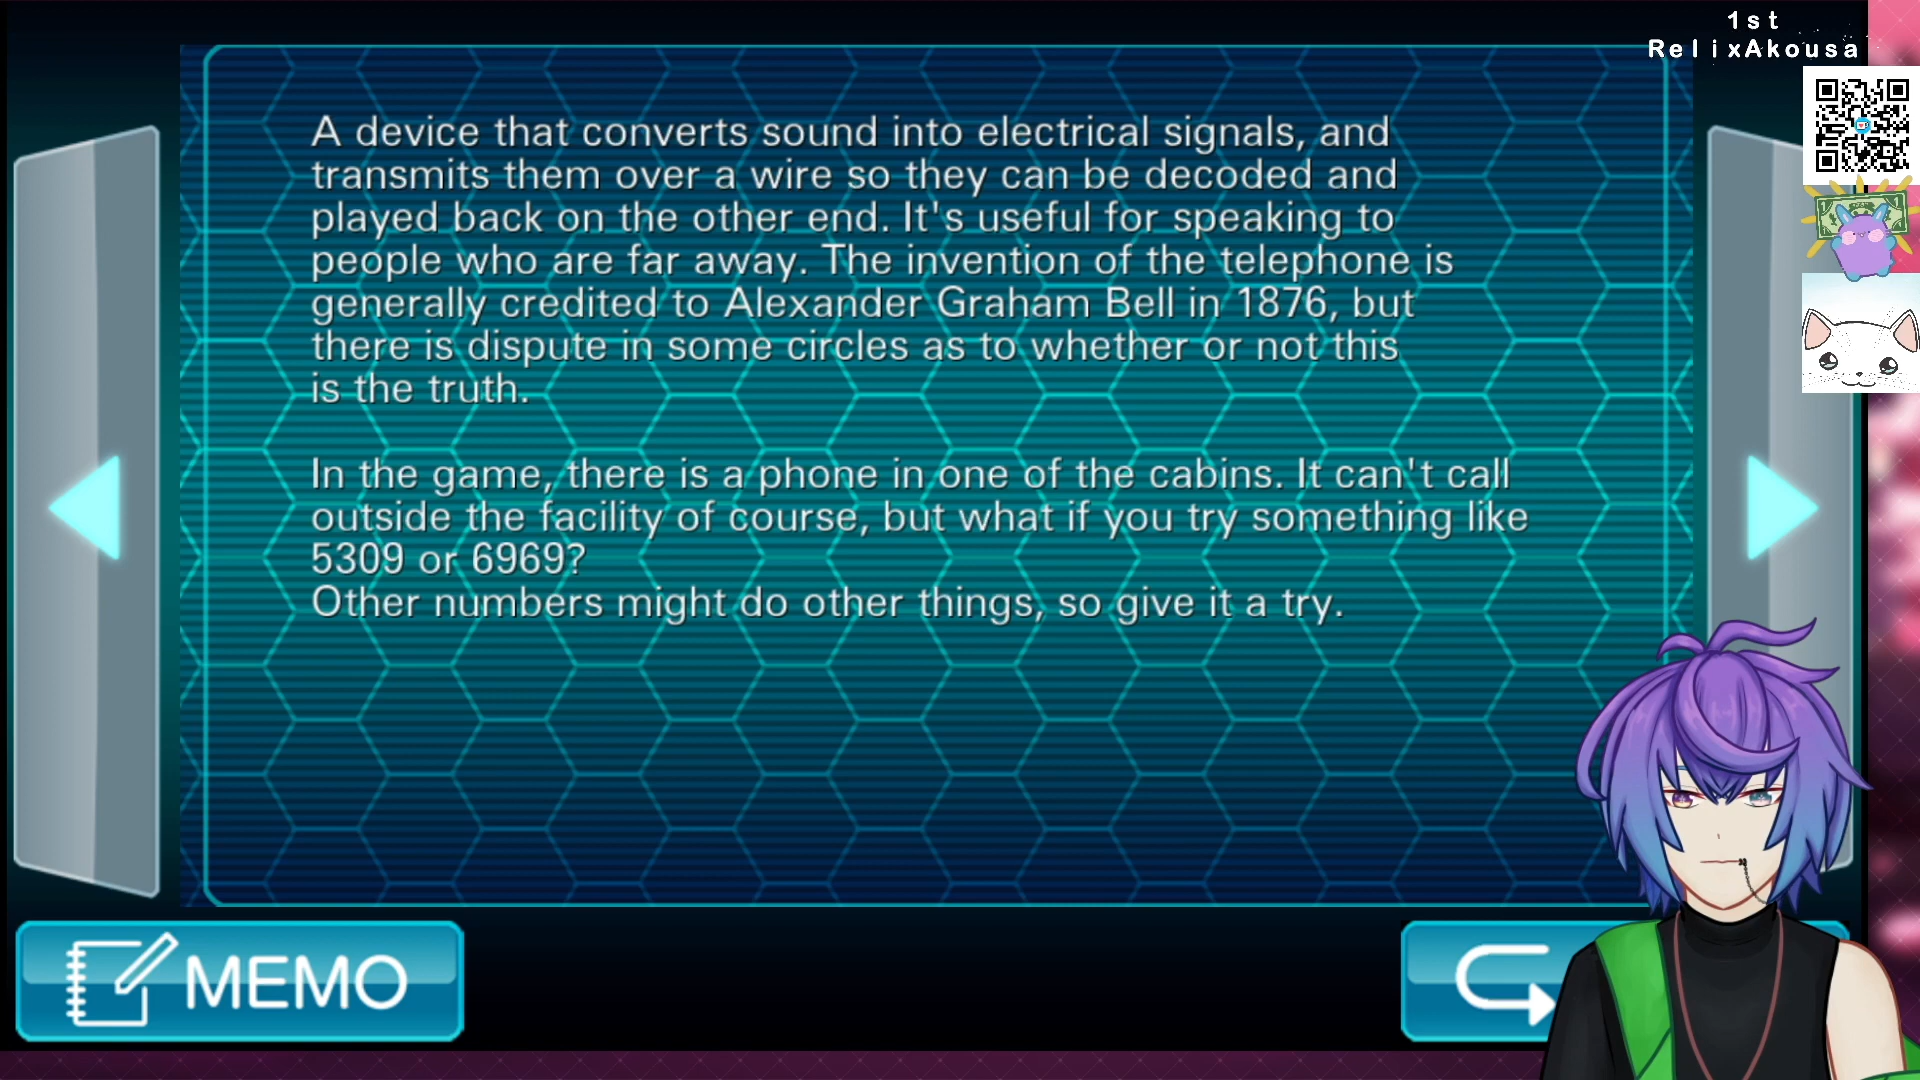 1st
RelixAkousa
A device that converts sound into electrical signals, and
transmits them over a wire so they can be decoded and
played back on the other end. It's useful for speaking to
people who are far away. The invention of the telephone is
generally credited to Alexander Graham Bell in 1876, but
there is dispute in some circles as to whether or not this
is the truth.
In the game, there is a phone in one of the cabins. It can't call
outside the facility of course, but what if you try something like
5309 or 6969?
Other numbers might do other things, so give it a try.
MEMO